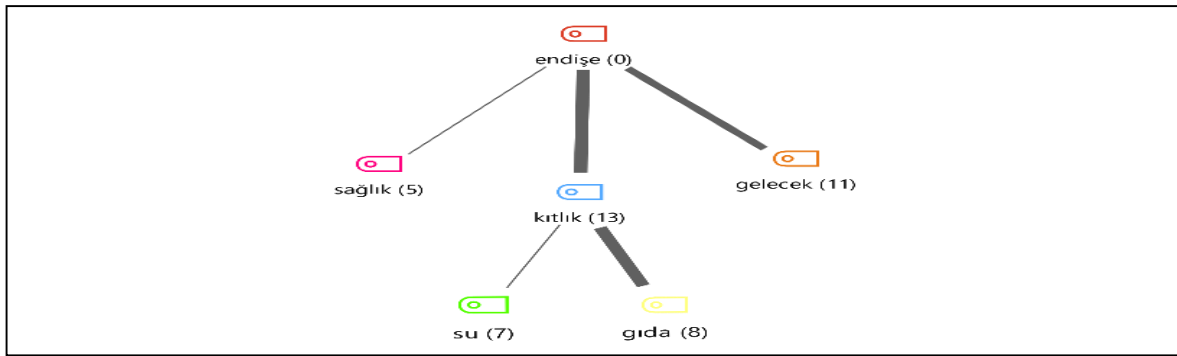 endişe (0)
sağlık (5)
gelecek (11)
kıtlık (13)
su (7)
gıda (8)